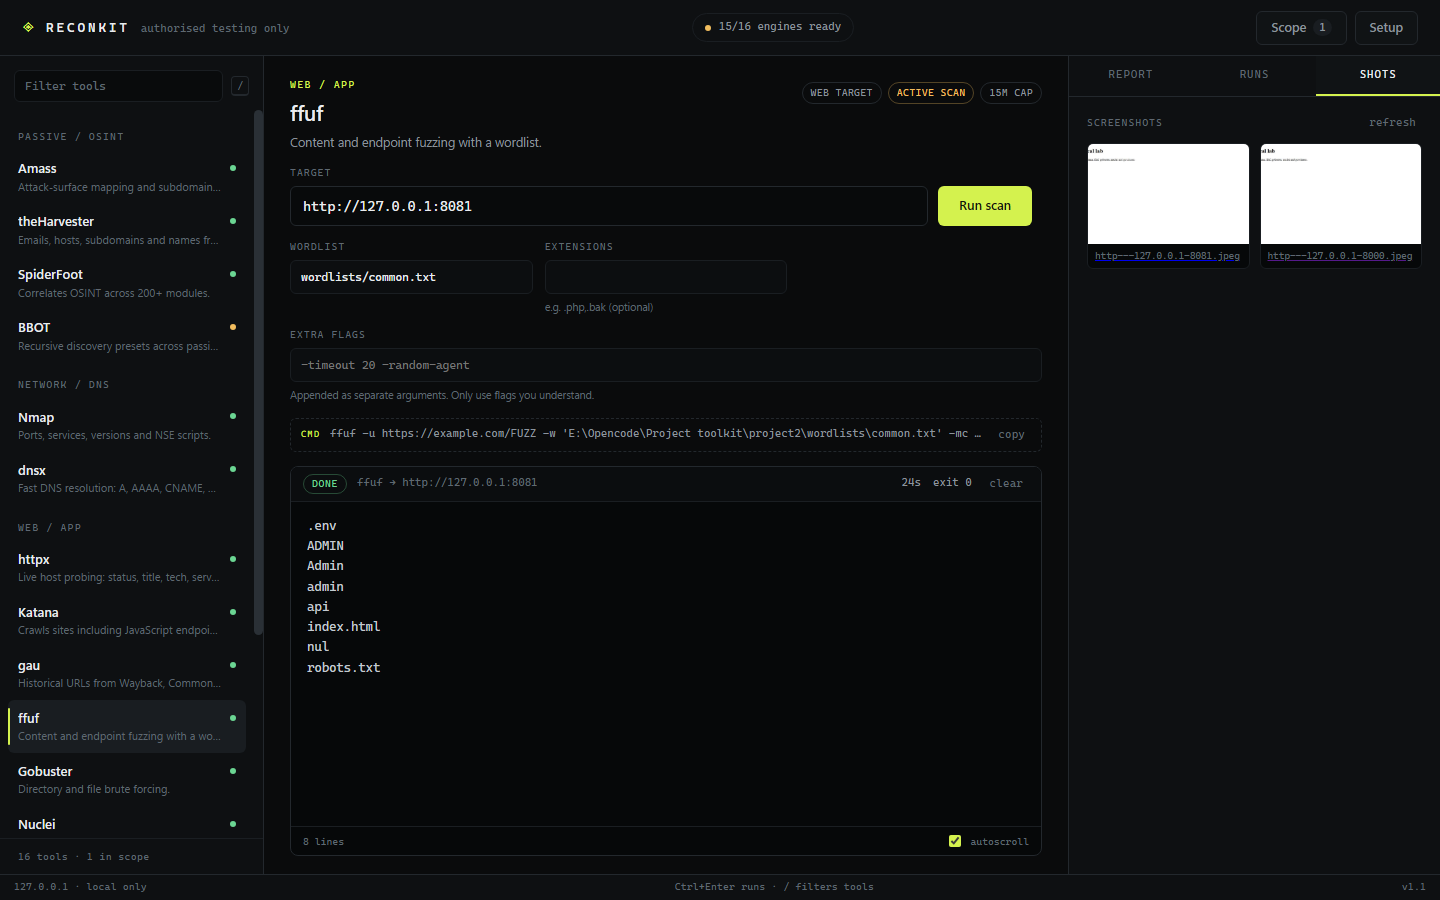 RECONKIT authorised testing only
15/16 engines ready
Scope 1
Setup
Filter tools /
PASSIVE / OSINT
Amass
Attack-surface mapping and subdomain...
theHarvester
Emails, hosts, subdomains and names fr...
SpiderFoot
Correlates OSINT across 200+ modules.
BBOT
Recursive discovery presets across passi...
NETWORK / DNS
Nmap
Ports, services, versions and NSE scripts.
dnsx
Fast DNS resolution: A, AAAA, CNAME, ...
WEB / APP
httpx
Live host probing: status, title, tech, serv...
Katana
Crawls sites including JavaScript endpoi...
gau
Historical URLs from Wayback, Common...
ffuf
Content and endpoint fuzzing with a wo...
Gobuster
Directory and file brute forcing.
Nuclei
16 tools · 1 in scope
WEB / APP
ffuf
Content and endpoint fuzzing with a wordlist.
WEB TARGET
ACTIVE SCAN
15M CAP
TARGET
http://127.0.0.1:8081
Run scan
WORDLIST
wordlists/common.txt
EXTENSIONS
e.g. .php,.bak (optional)
EXTRA FLAGS
-timeout 20 -random-agent
Appended as separate arguments. Only use flags you understand.
CMD ffuf -u https://example.com/FUZZ -w 'E:\Opencode\Project toolkit\project2\wordlists\common.txt' -mc … copy
DONE ffuf → http://127.0.0.1:8081 24s exit 0 clear
.env
ADMIN
Admin
admin
api
index.html
nul
robots.txt
8 lines
autoscroll
REPORT
RUNS
SHOTS
SCREENSHOTS
refresh
cal lab
http---127.0.0.1-8081.jpeg
cal lab
http---127.0.0.1-8000.jpeg
127.0.0.1 · local only
Ctrl+Enter runs · / filters tools
v1.1